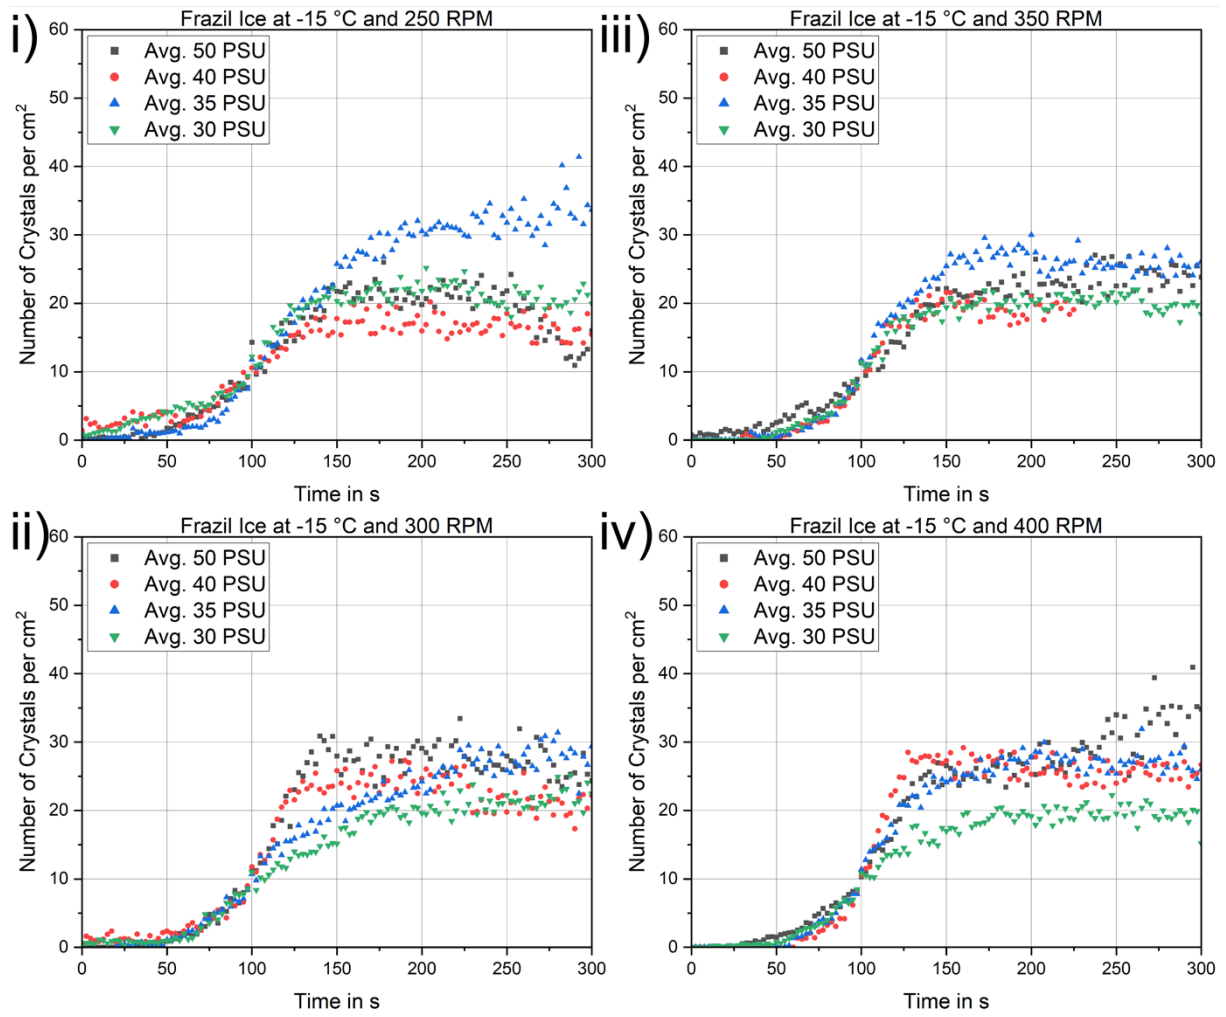 i)
Frazil Ice at -15 °C and 250 RPM
Avg. 50 PSU
Avg. 40 PSU
Avg. 35 PSU
Avg. 30 PSU
Number of Crystals per cm²
60
50
40
30
20
10
0
0 50 100 150 200 250 300
Time in s
iii)
Frazil Ice at -15 °C and 350 RPM
Avg. 50 PSU
Avg. 40 PSU
Avg. 35 PSU
Avg. 30 PSU
Number of Crystals per cm²
60
50
40
30
20
10
0
0 50 100 150 200 250 300
Time in s
ii)
Frazil Ice at -15 °C and 300 RPM
Avg. 50 PSU
Avg. 40 PSU
Avg. 35 PSU
Avg. 30 PSU
Number of Crystals per cm²
60
50
40
30
20
10
0
0 50 100 150 200 250 300
Time in s
iv)
Frazil Ice at -15 °C and 400 RPM
Avg. 50 PSU
Avg. 40 PSU
Avg. 35 PSU
Avg. 30 PSU
Number of Crystals per cm²
60
50
40
30
20
10
0
0 50 100 150 200 250 300
Time in s